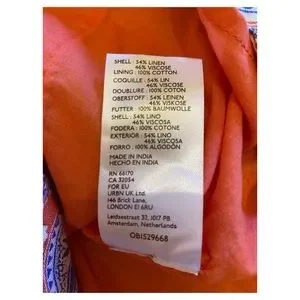 SHELL : 54% LINEN
46% VISCOSE
LINING : 100% COTTON
COQUILLE : 54% LIN
46% VISCOSE
DOUBLURE : 100% COTON
OBERSTOFF : 54% LEINEN
46% VISKOSE
FUTTER : 100% BAUMWOLLE
SHELL : 54% LINO
46% VISCOSA
FODERA : 100% COTONE
EXTERIOR : 54% LINO
46% VISCOSA
FORRO : 100% ALGODÓN
MADE IN INDIA
HECHO EN INDIA
RN 66170
CA 32054
FOR EU
URBN UK Ltd.
146 Brick Lane,
LONDON E1 6RU
Leidsestraat 32, 1017 PB
Amsterdam, Netherlands
OB1529668